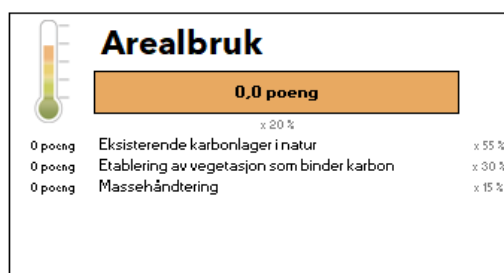 Arealbruk
0,0 poeng
x 20 %
0 poeng Eksisterende karbonlager i natur x 55 %
0 poeng Etablering av vegetasjon som binder karbon x 30 %
0 poeng Massehåndtering x 15 %